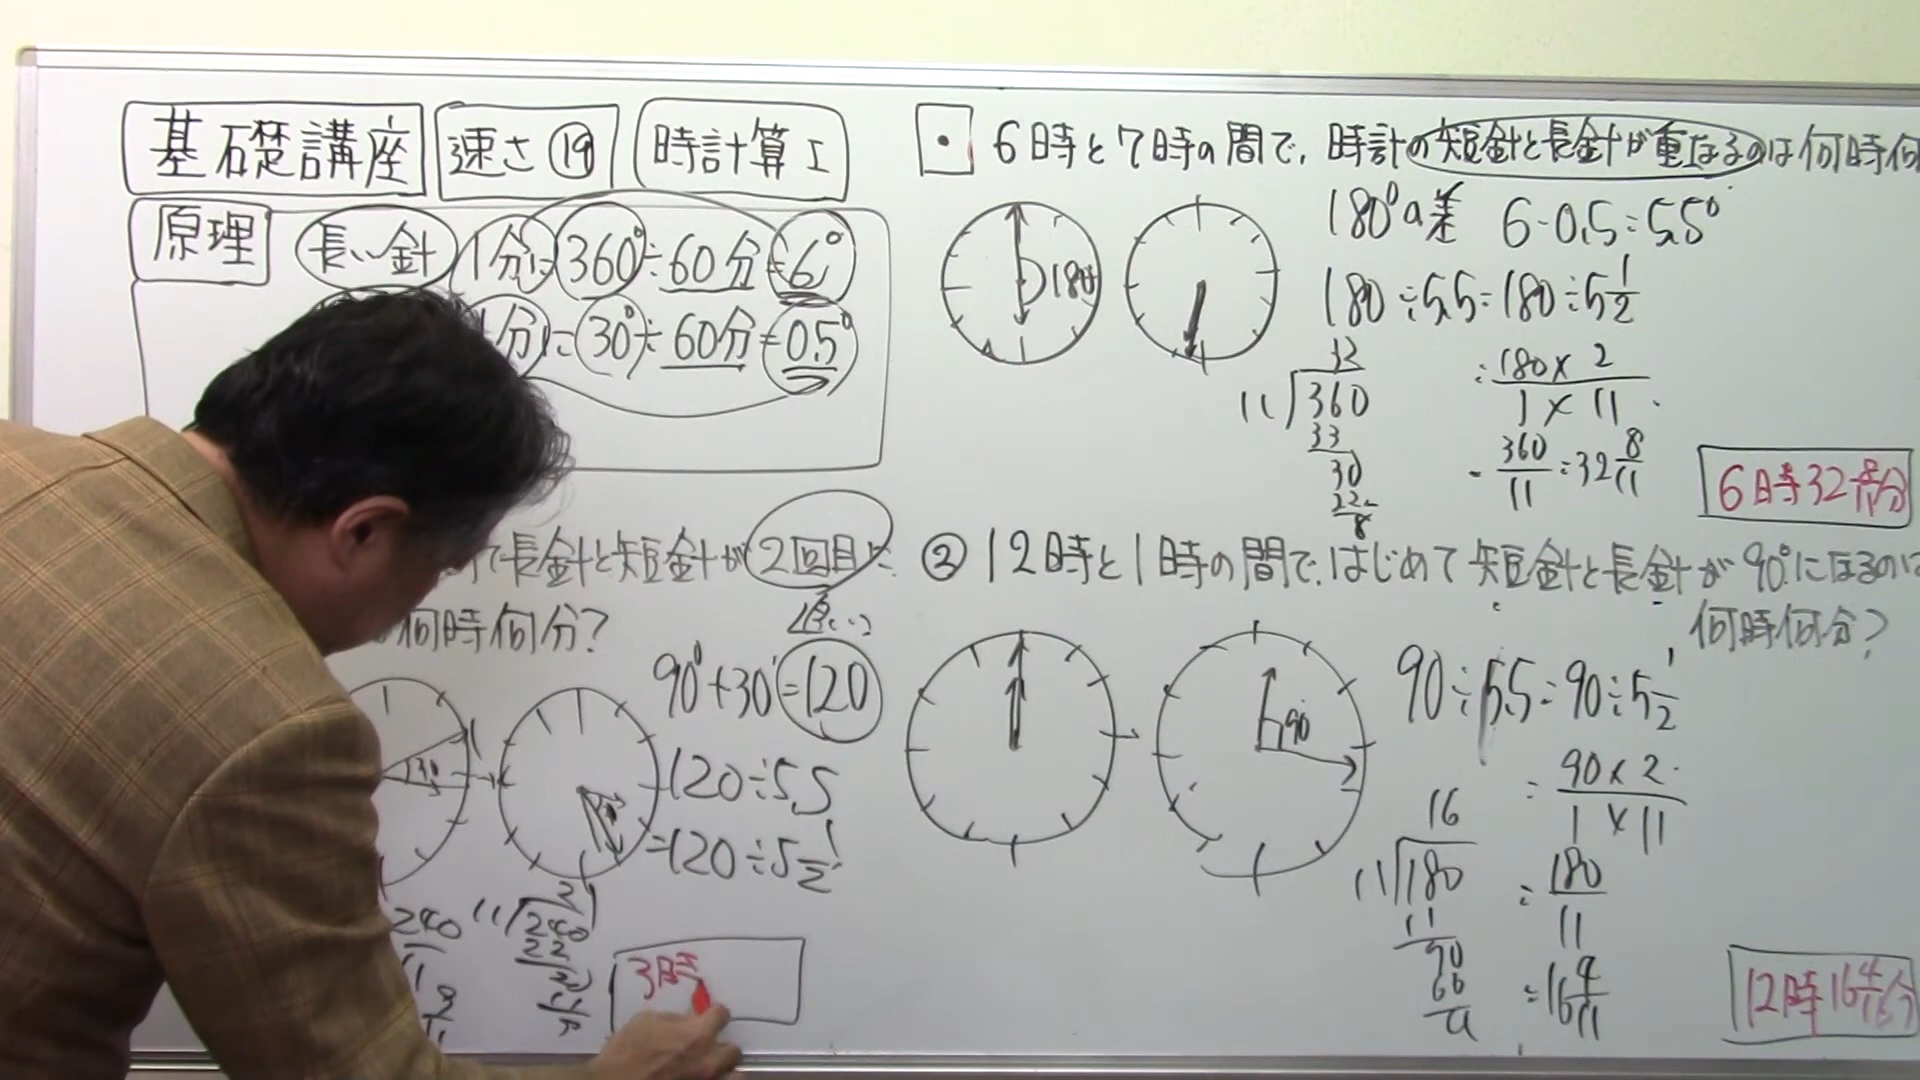 基礎講座 速さ⑲ 時計算I
原理 長い針 1分に 360°÷60分=6°
分に 30°÷60分=0.5°
・ 6時と7時の間で、時計の短針と長針が重なるのは何時何
180
180°の差 6-0.5=5.5°
180÷5.5=180÷5 1/2
=180×2/1×11
=360/11=32 8/11
32
11)360
33
30
22
8
6時32 8/11分
で長針と短針が2回目に
何時何分?
30
90°+30°=120
120÷5.5
=120÷5 1/2
240
11
11)240
22
3時
② 12時と1時の間で、はじめて短針と長針が90°になるのは
何時何分?
90
90÷5.5=90÷5 1/2
=90×2/1×11
=180/11
=16 4/11
16
11)180
11
70
66
4
12時16 4/11分